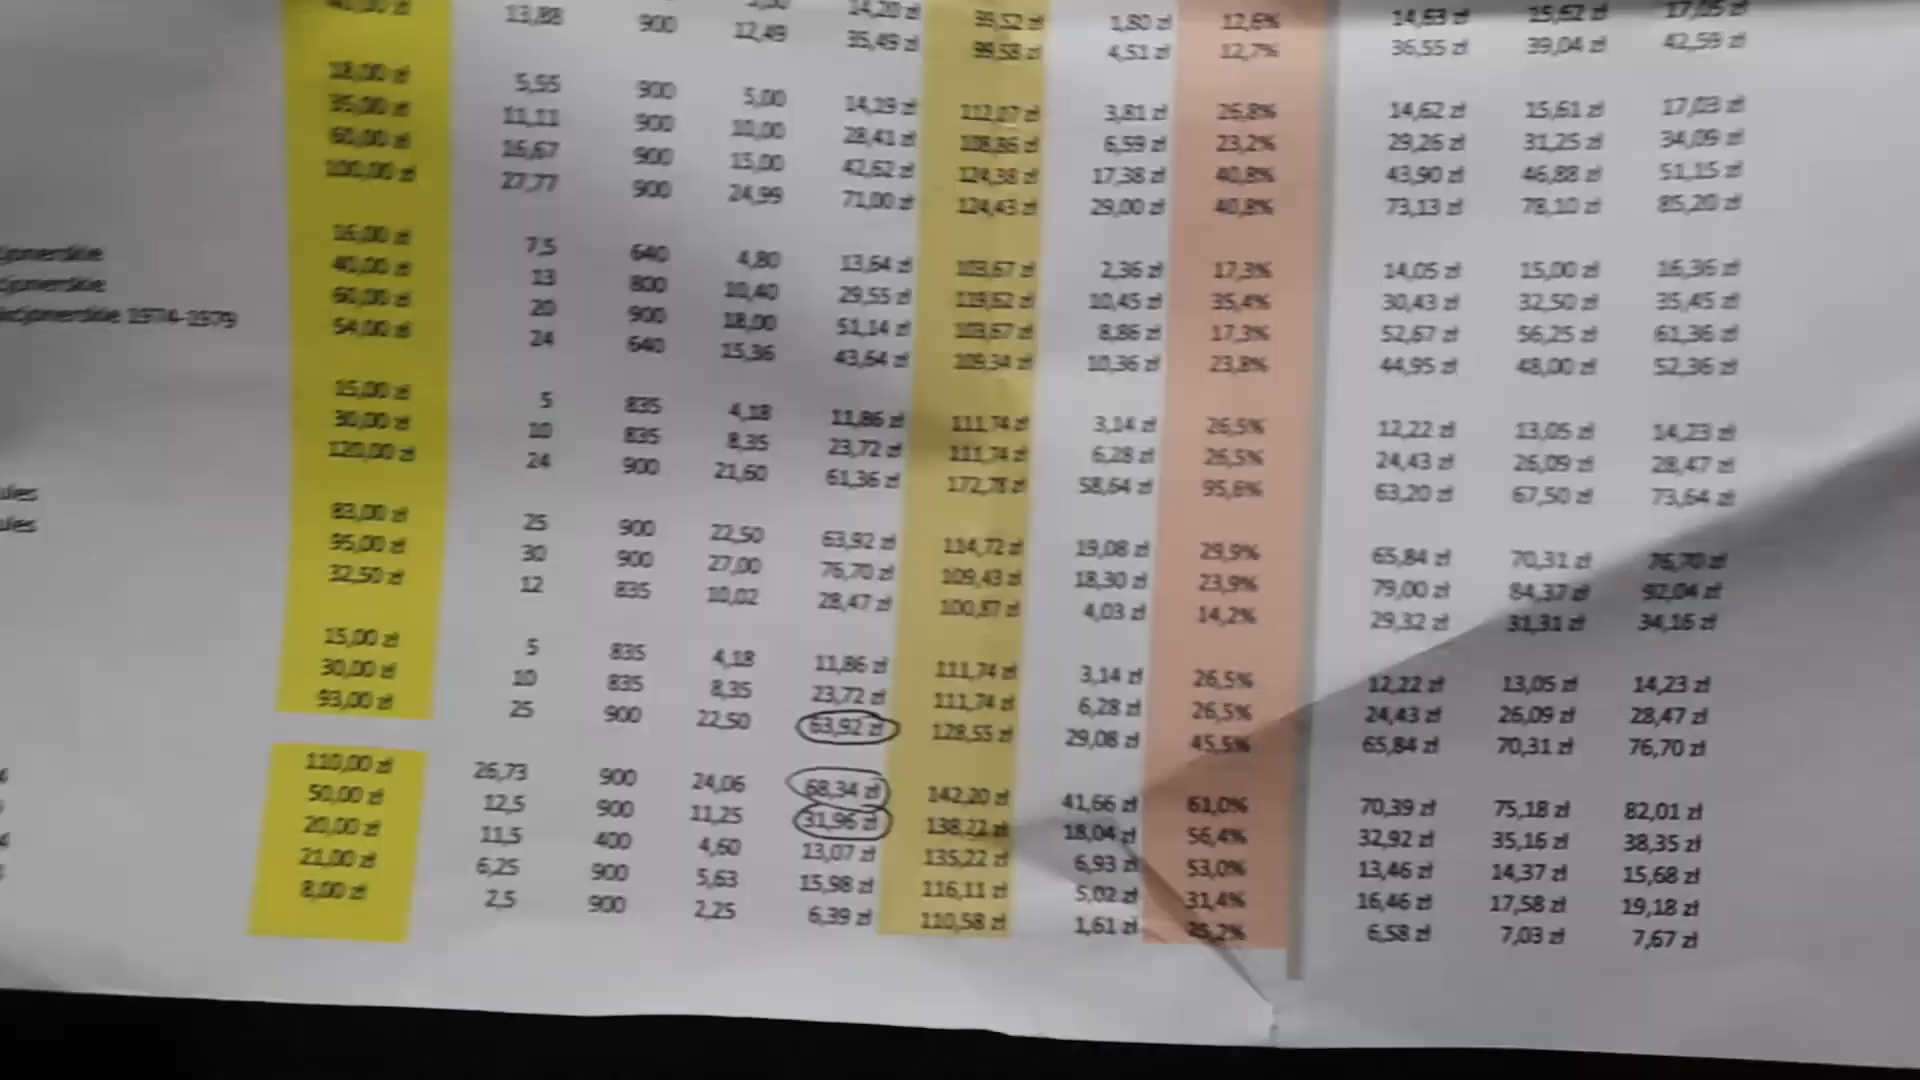 13,88 900 12,49 35,49 zł 99,58 zł 4,51 zł 12,7% 36,55 zł 39,04 zł 42,59 zł
18,00 zł 5,55 900 5,00 14,19 zł 112,07 zł 3,81 zł 26,8% 14,62 zł 15,61 zł 17,03 zł
35,00 zł 11,11 900 10,00 28,41 zł 108,86 zł 6,59 zł 23,2% 29,26 zł 31,25 zł 34,09 zł
60,00 zł 16,67 900 15,00 42,62 zł 124,38 zł 17,38 zł 40,8% 43,90 zł 46,88 zł 51,15 zł
100,00 zł 27,77 900 24,99 71,00 zł 124,43 zł 29,00 zł 40,8% 73,13 zł 78,10 zł 85,20 zł
16,00 zł 7,5 640 4,80 13,64 zł 103,67 zł 2,36 zł 17,3% 14,05 zł 15,00 zł 16,36 zł
40,00 zł 13 800 10,40 29,55 zł 119,62 zł 10,45 zł 35,4% 30,43 zł 32,50 zł 35,45 zł
60,00 zł 20 900 18,00 51,14 zł 103,67 zł 8,86 zł 17,3% 52,67 zł 56,25 zł 61,36 zł
1974-1979 54,00 zł 24 640 15,36 43,64 zł 109,34 zł 10,36 zł 23,8% 44,95 zł 48,00 zł 52,36 zł
15,00 zł 5 835 4,18 11,86 zł 111,74 zł 3,14 zł 26,5% 12,22 zł 13,05 zł 14,23 zł
30,00 zł 10 835 8,35 23,72 zł 111,74 zł 6,28 zł 26,5% 24,43 zł 26,09 zł 28,47 zł
120,00 zł 24 900 21,60 61,36 zł 172,78 zł 58,64 zł 95,6% 63,20 zł 67,50 zł 73,64 zł
83,00 zł 25 900 22,50 63,92 zł 114,72 zł 19,08 zł 29,9% 65,84 zł 70,31 zł 76,70 zł
95,00 zł 30 900 27,00 76,70 zł 109,43 zł 18,30 zł 23,9% 79,00 zł 84,37 zł 92,04 zł
32,50 zł 12 835 10,02 28,47 zł 100,87 zł 4,03 zł 14,2% 29,32 zł 31,31 zł 34,16 zł
15,00 zł 5 835 4,18 11,86 zł 111,74 zł 3,14 zł 26,5% 12,22 zł 13,05 zł 14,23 zł
30,00 zł 10 835 8,35 23,72 zł 111,74 zł 6,28 zł 26,5% 24,43 zł 26,09 zł 28,47 zł
93,00 zł 25 900 22,50 63,92 zł 128,55 zł 29,08 zł 45,5% 65,84 zł 70,31 zł 76,70 zł
110,00 zł 26,73 900 24,06 68,34 zł 142,20 zł 41,66 zł 61,0% 70,39 zł 75,18 zł 82,01 zł
50,00 zł 12,5 900 11,25 31,96 zł 138,22 zł 18,04 zł 56,4% 32,92 zł 35,16 zł 38,35 zł
20,00 zł 11,5 400 4,60 13,07 zł 135,22 zł 6,93 zł 53,0% 13,46 zł 14,37 zł 15,68 zł
21,00 zł 6,25 900 5,63 15,98 zł 116,11 zł 5,02 zł 31,4% 16,46 zł 17,58 zł 19,18 zł
8,00 zł 2,5 900 2,25 6,39 zł 110,58 zł 1,61 zł 25,2% 6,58 zł 7,03 zł 7,67 zł